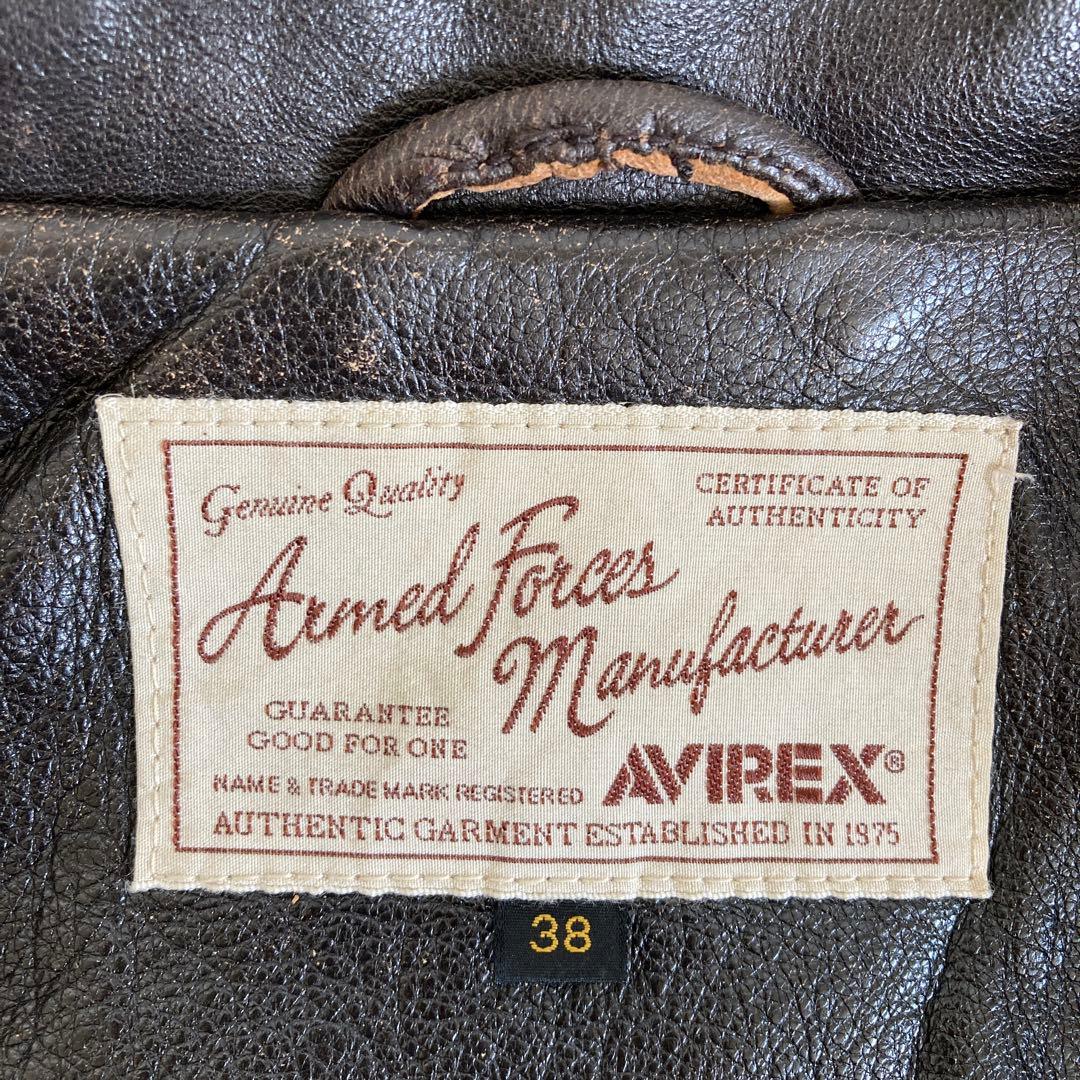 Genuine Quality
CERTIFICATE OF
AUTHENTICITY
Armed Forces
Manufacturer
GUARANTEE
GOOD FOR ONE
NAME & TRADE MARK REGISTERED
AVIREX®
AUTHENTIC GARMENT ESTABLISHED IN 1975
38